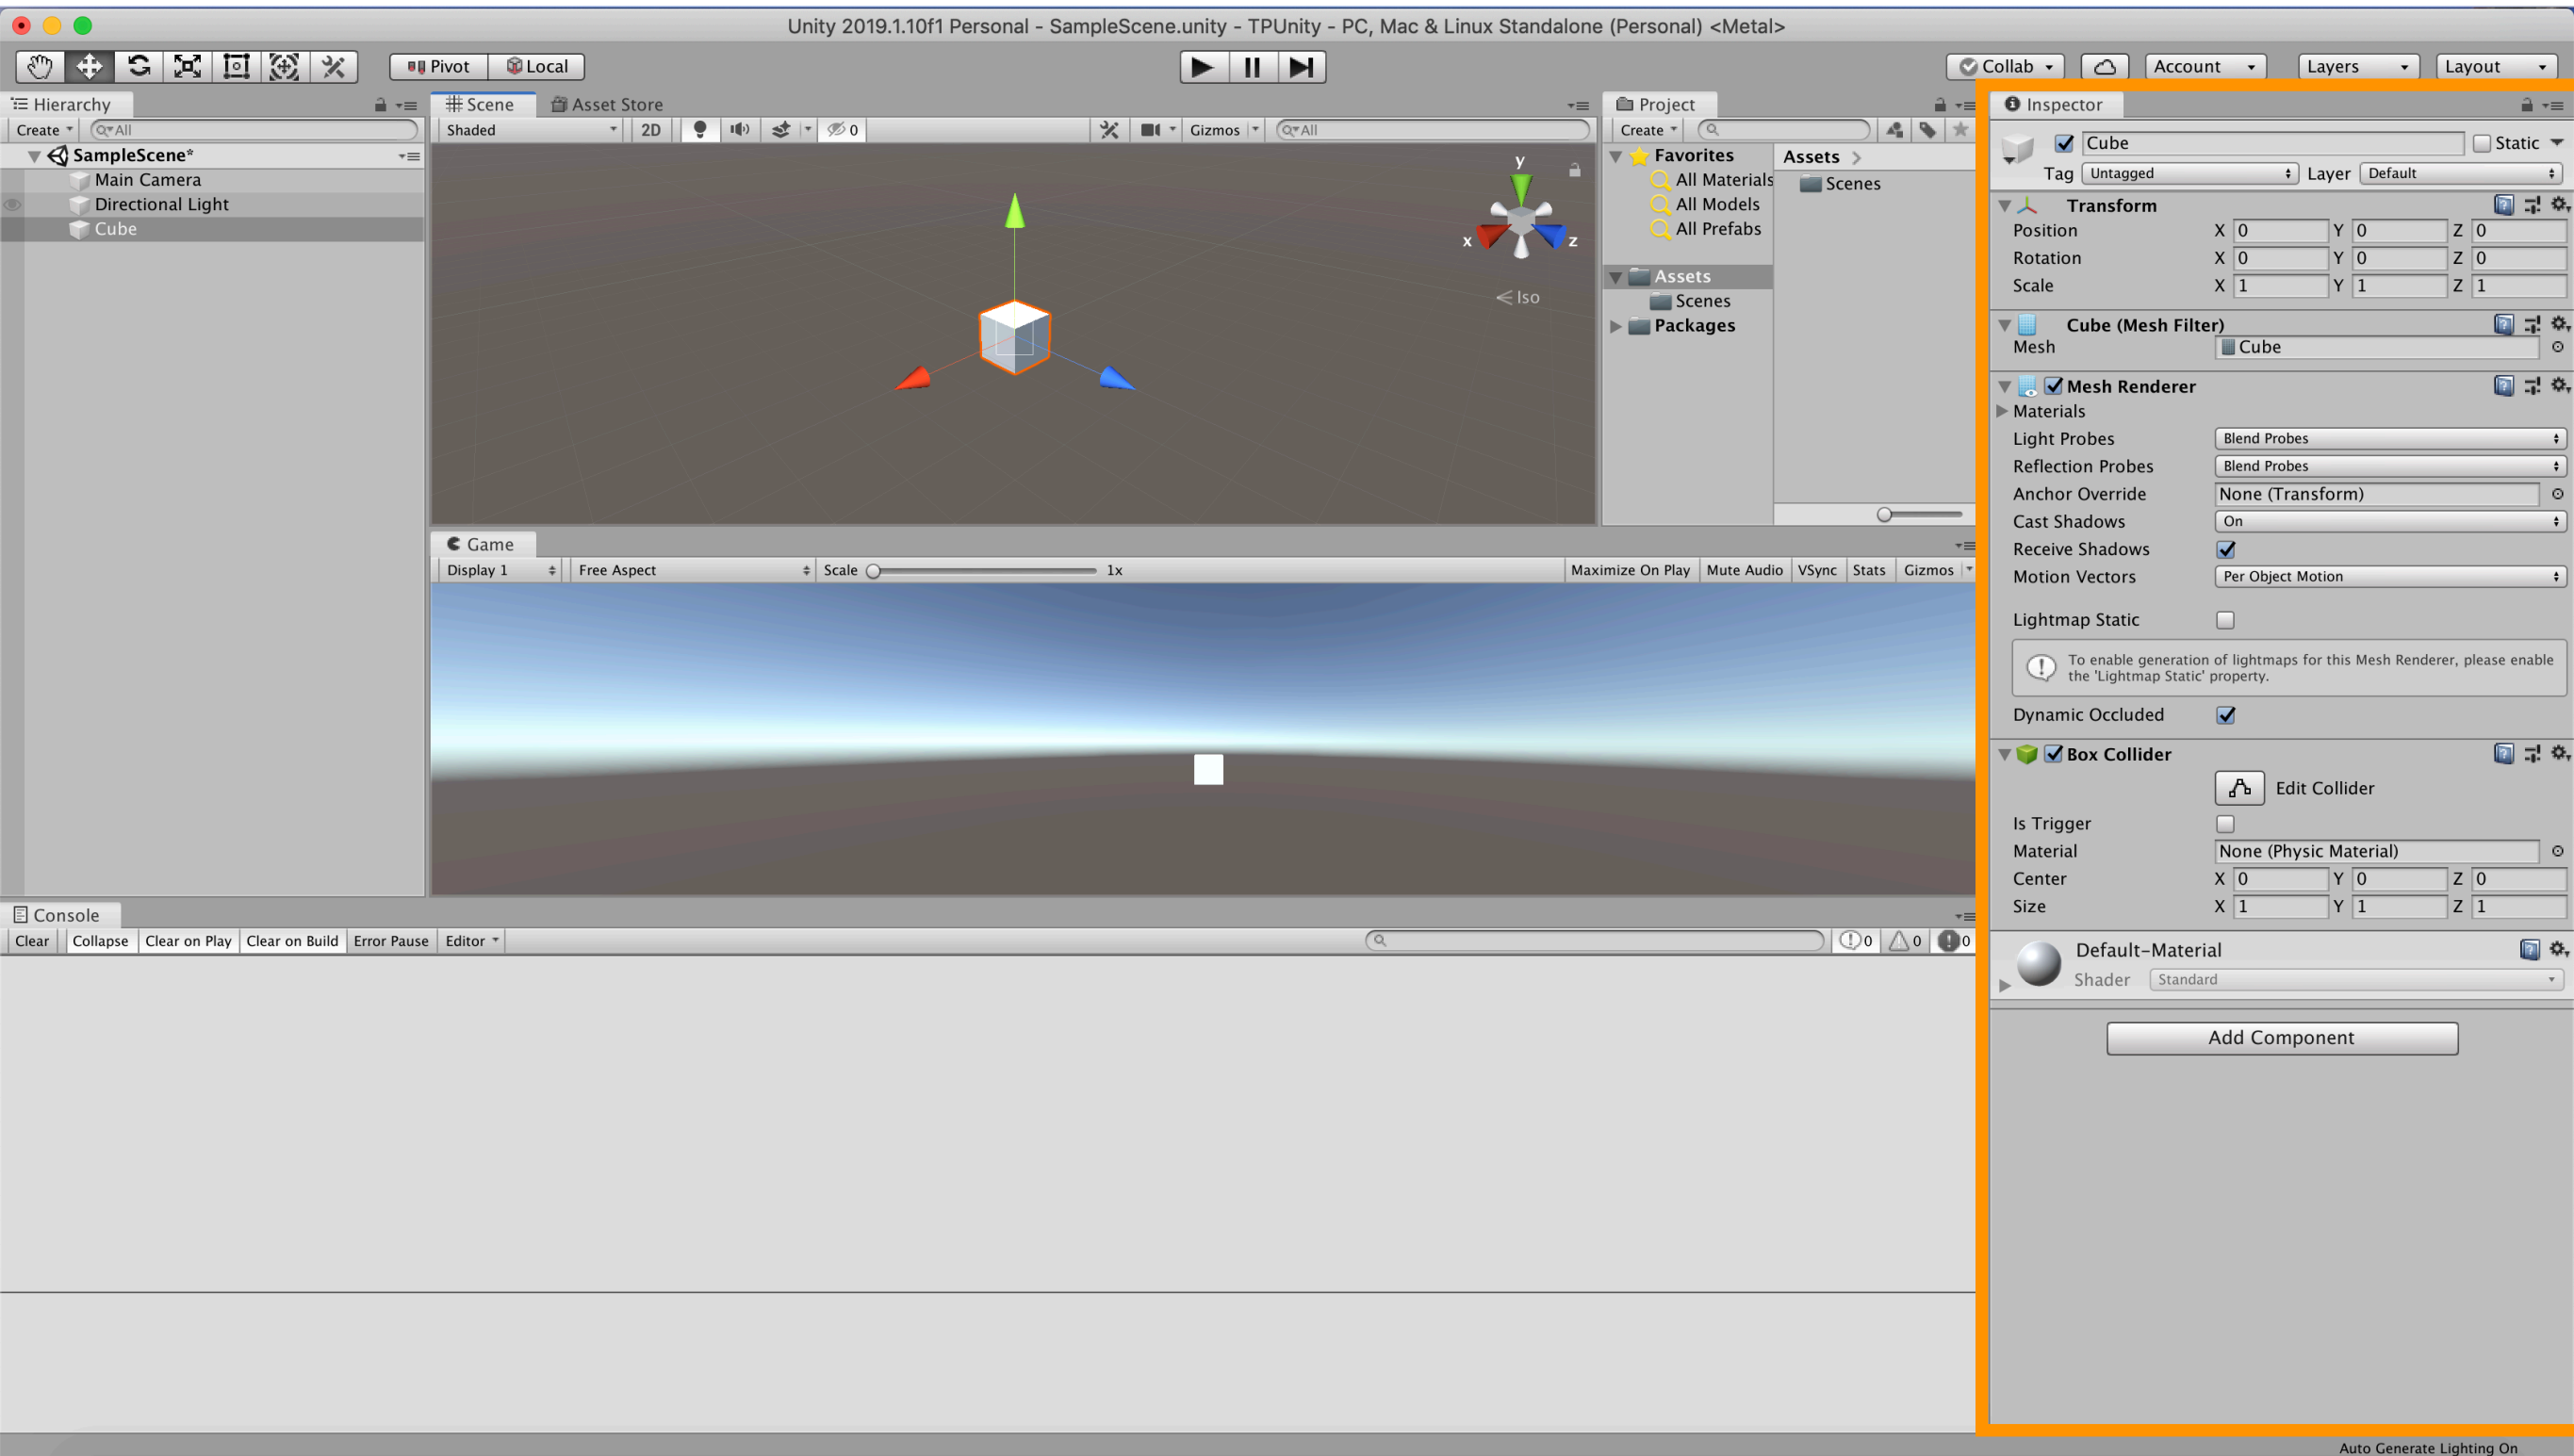 Unity 2019.1.10f1 Personal - SampleScene.unity - TPUnity - PC, Mac & Linux Standalone (Personal) <Metal>
Pivot Local Collab Account Layers Layout
Hierarchy
Create All
SampleScene*
Main Camera
Directional Light
Cube
Scene Asset Store
Shaded 2D 0 Gizmos All
y
x z
Iso
Project
Create
Favorites
All Materials
All Models
All Prefabs
Assets
Scenes
Packages
Assets
Scenes
Game
Display 1 Free Aspect Scale 1x Maximize On Play Mute Audio VSync Stats Gizmos
Console
Clear Collapse Clear on Play Clear on Build Error Pause Editor 0 0 0
Inspector
Cube Static
Tag Untagged Layer Default
Transform
Position X 0 Y 0 Z 0
Rotation X 0 Y 0 Z 0
Scale X 1 Y 1 Z 1
Cube (Mesh Filter)
Mesh Cube
Mesh Renderer
Materials
Light Probes Blend Probes
Reflection Probes Blend Probes
Anchor Override None (Transform)
Cast Shadows On
Receive Shadows
Motion Vectors Per Object Motion
Lightmap Static
To enable generation of lightmaps for this Mesh Renderer, please enable
the 'Lightmap Static' property.
Dynamic Occluded
Box Collider
Edit Collider
Is Trigger
Material None (Physic Material)
Center X 0 Y 0 Z 0
Size X 1 Y 1 Z 1
Default-Material
Shader Standard
Add Component
Auto Generate Lighting On